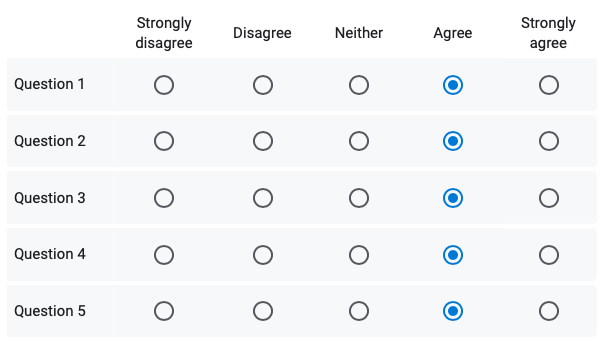 Strongly disagree
Disagree
Neither
Agree
Strongly agree
Question 1
Question 2
Question 3
Question 4
Question 5